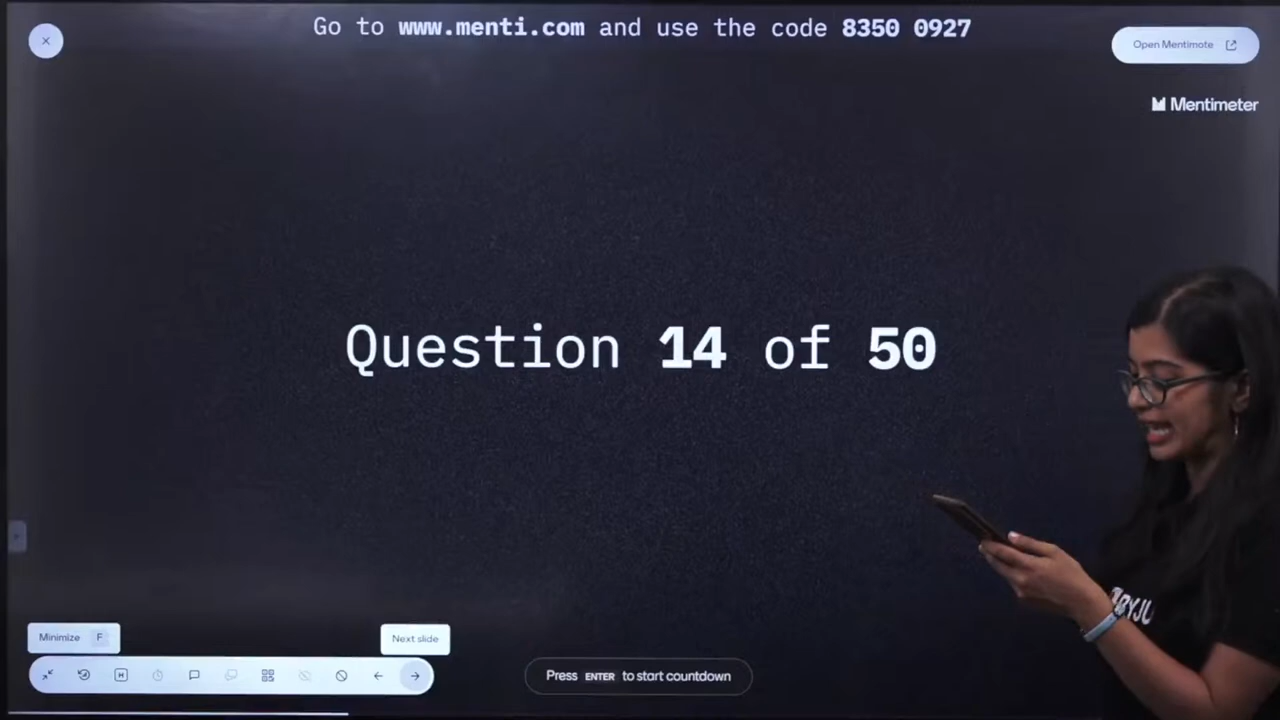 Go to www.menti.com and use the code 8350 0927
Open Mentimote
Mentimeter
Question 14 of 50
BYJU
Minimize F
Next slide
H
Press ENTER to start countdown